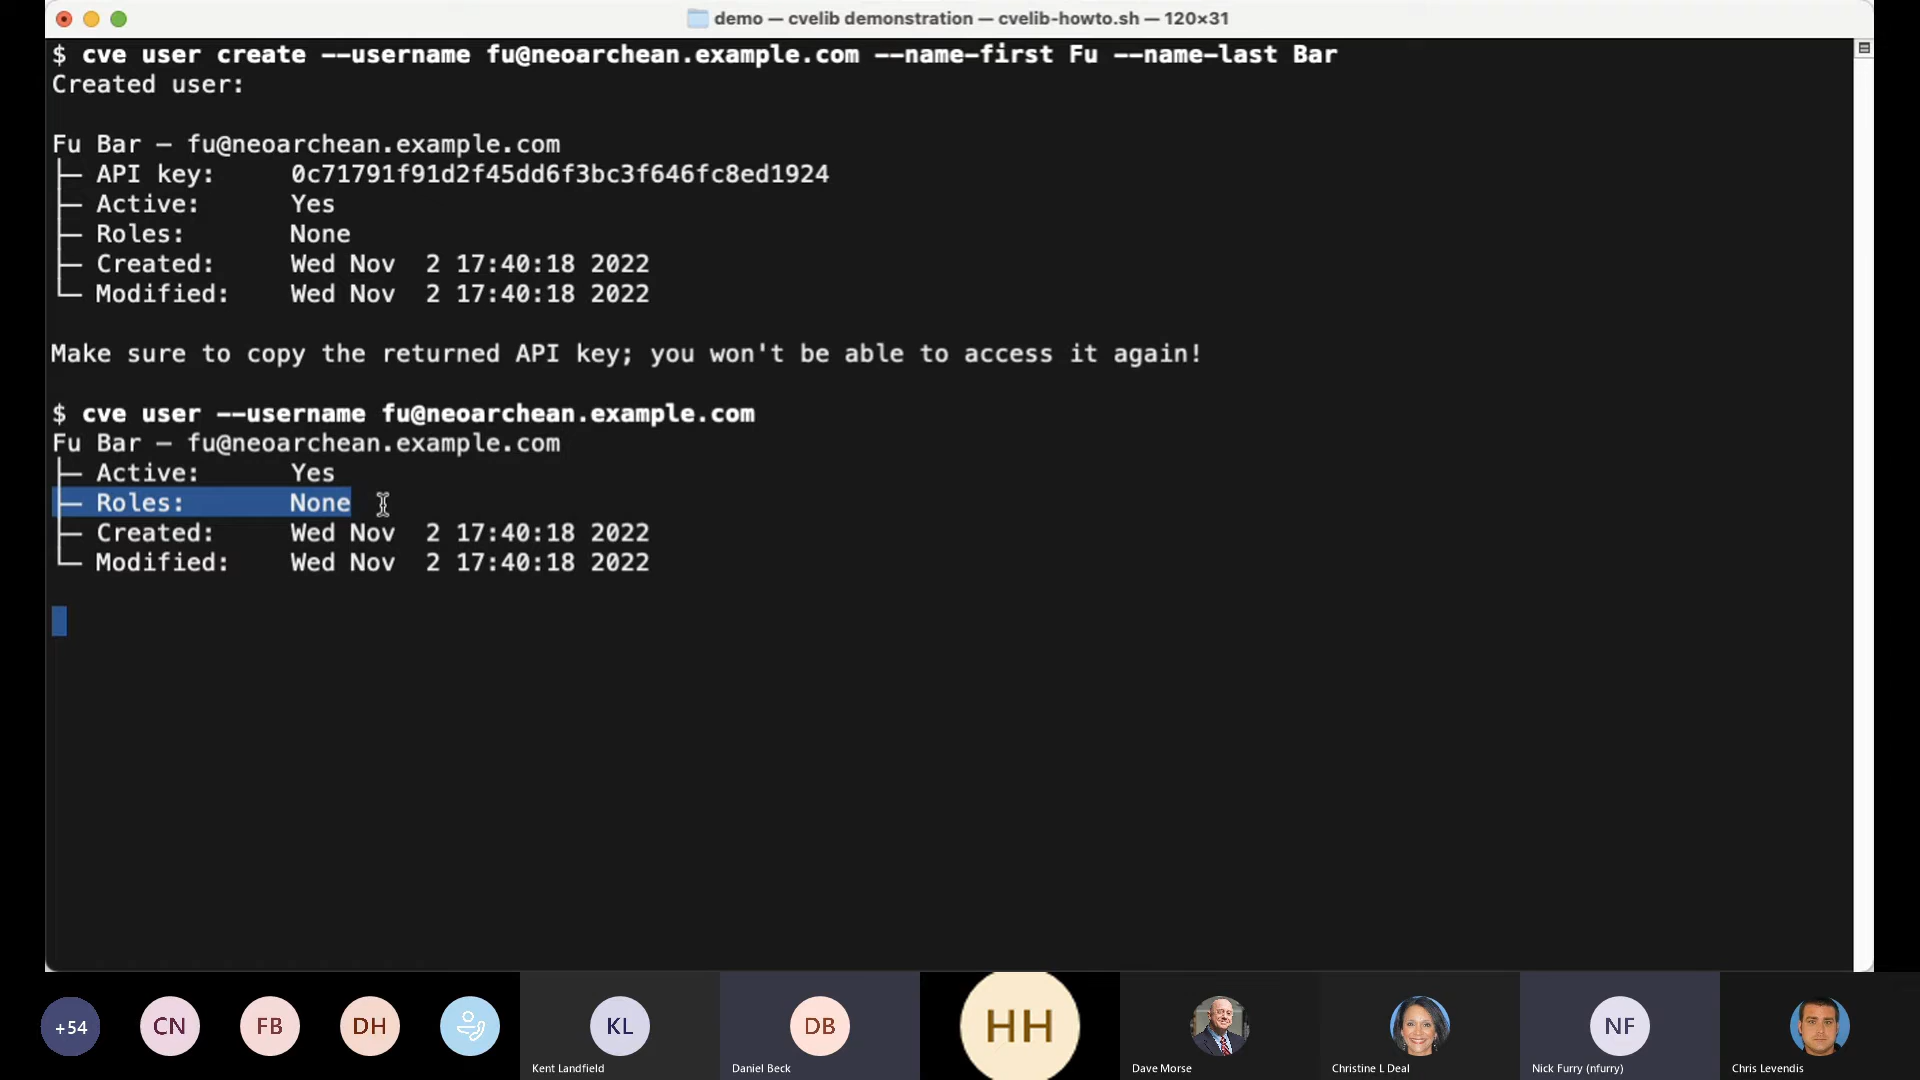 demo — cvelib demonstration — cvelib-howto.sh — 120×31
$ cve user create --username fu@neoarchean.example.com --name-first Fu --name-last Bar
Created user:
Fu Bar — fu@neoarchean.example.com
├─ API key: 0c71791f91d2f45dd6f3bc3f646fc8ed1924
├─ Active: Yes
├─ Roles: None
├─ Created: Wed Nov  2 17:40:18 2022
└─ Modified: Wed Nov  2 17:40:18 2022
Make sure to copy the returned API key; you won't be able to access it again!
$ cve user --username fu@neoarchean.example.com
Fu Bar — fu@neoarchean.example.com
├─ Active: Yes
├─ Roles: None
├─ Created: Wed Nov  2 17:40:18 2022
└─ Modified: Wed Nov  2 17:40:18 2022
+54
CN
FB
DH
KL
DB
HH
NF
Kent Landfield
Daniel Beck
Dave Morse
Christine L Deal
Nick Furry (nfurry)
Chris Levendis